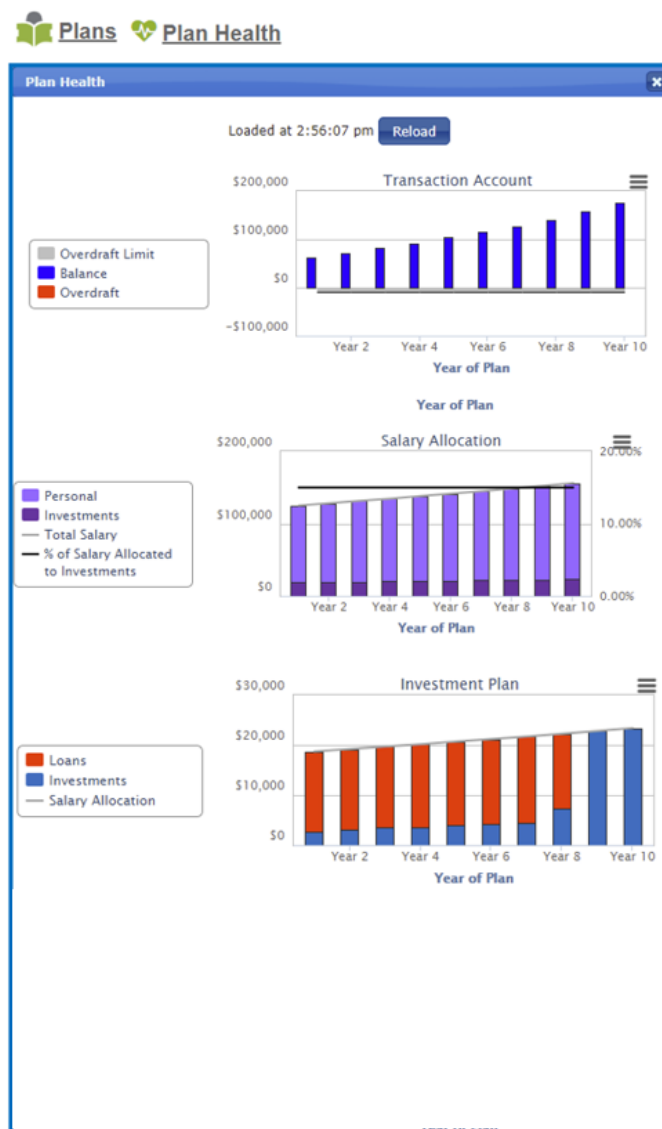 Plans Plan Health
Plan Health
Loaded at 2:56:07 pm Reload
Transaction Account
$200,000
$100,000
$0
-$100,000
Overdraft Limit
Balance
Overdraft
Year 2 Year 4 Year 6 Year 8 Year 10
Year of Plan
Year of Plan
Salary Allocation
$200,000
$100,000
$0
20.00%
10.00%
0.00%
Personal
Investments
Total Salary
% of Salary Allocated
to Investments
Year 2 Year 4 Year 6 Year 8 Year 10
Year of Plan
Investment Plan
$30,000
$20,000
$10,000
$0
Loans
Investments
Salary Allocation
Year 2 Year 4 Year 6 Year 8 Year 10
Year of Plan